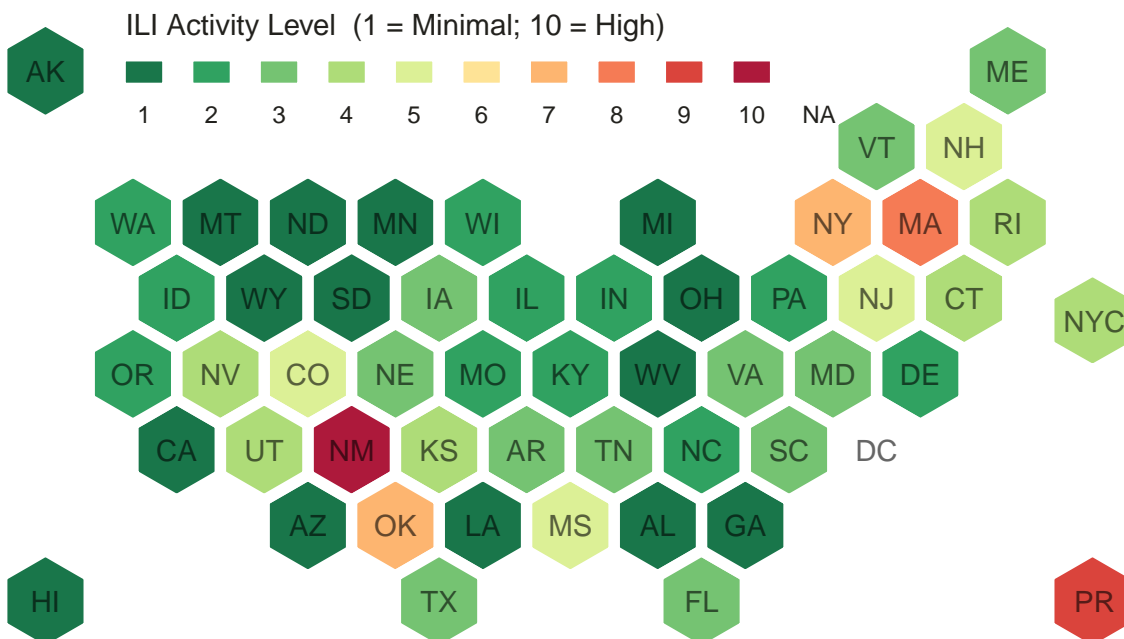 ILI Activity Level (1 = Minimal; 10 = High)
AK
ME
1 2 3 4 5 6 7 8 9 10 NA
VT NH
WA MT ND MN WI MI NY MA RI
ID WY SD IA IL IN OH PA NJ CT
NYC
OR NV CO NE MO KY WV VA MD DE
CA UT NM KS AR TN NC SC DC
AZ OK LA MS AL GA
HI TX FL PR